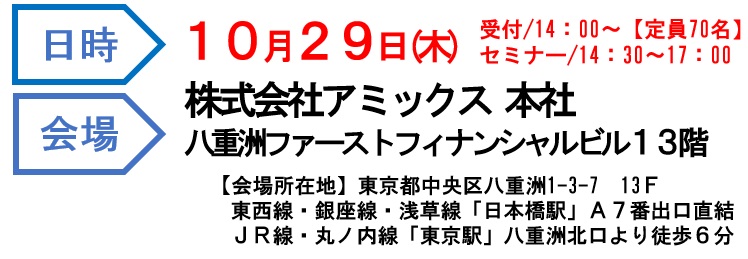 日時
１０月２９日(木)
受付/14：00～【定員70名】
セミナー/14：30～17：00
会場
株式会社アミックス 本社
八重洲ファーストフィナンシャルビル１３階
【会場所在地】東京都中央区八重洲1-3-7　13Ｆ
東西線・銀座線・浅草線「日本橋駅」Ａ７番出口直結
ＪＲ線・丸ノ内線「東京駅」八重洲北口より徒歩６分